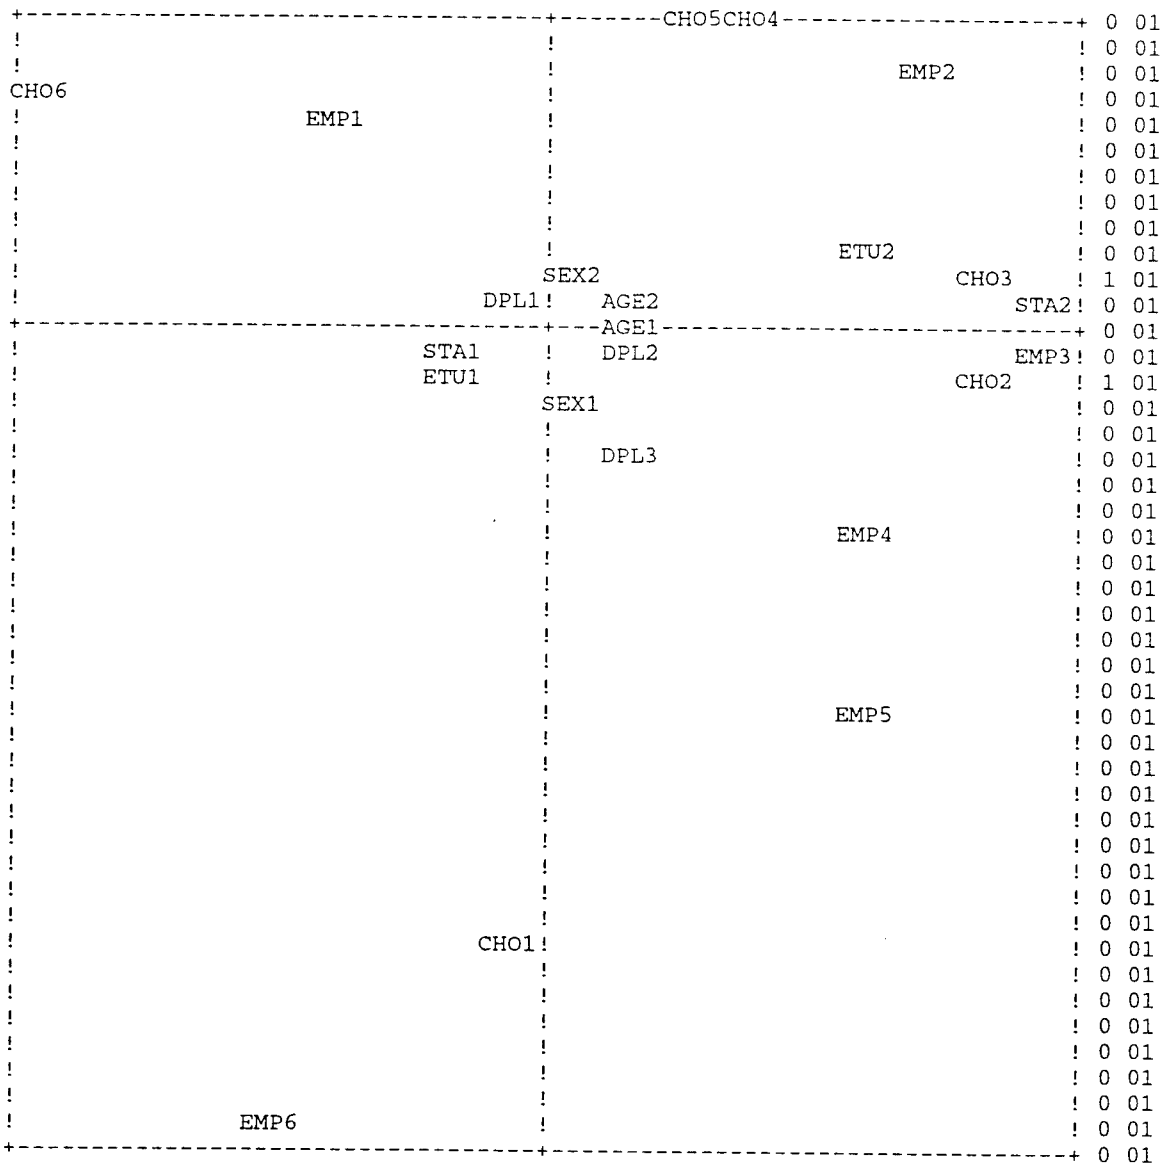 +---------------------------------+-------CHO5CHO4------------------+ 0 01
! ! ! 0 01
! ! EMP2 ! 0 01
CHO6 ! ! 0 01
! EMP1 ! ! 0 01
! ! ! 0 01
! ! ! 0 01
! ! ! 0 01
! ! ! 0 01
! ! ETU2 ! 0 01
! SEX2 CHO3 ! 1 01
! DPL1! AGE2 STA2! 0 01
+---------------------------------+---AGE1--------------------------+ 0 01
! STA1 ! DPL2 EMP3! 0 01
! ETU1 ! CHO2 ! 1 01
! SEX1 ! 0 01
! ! ! 0 01
! ! DPL3 ! 0 01
! ! ! 0 01
! ! ! 0 01
! ! EMP4 ! 0 01
! ! ! 0 01
! ! ! 0 01
! ! ! 0 01
! ! ! 0 01
! ! ! 0 01
! ! ! 0 01
! ! EMP5 ! 0 01
! ! ! 0 01
! ! ! 0 01
! ! ! 0 01
! ! ! 0 01
! ! ! 0 01
! ! ! 0 01
! ! ! 0 01
! ! ! 0 01
! CHO1! ! 0 01
! ! ! 0 01
! ! ! 0 01
! ! ! 0 01
! ! ! 0 01
! ! ! 0 01
! ! ! 0 01
! EMP6 ! ! 0 01
+---------------------------------+---------------------------------+ 0 01